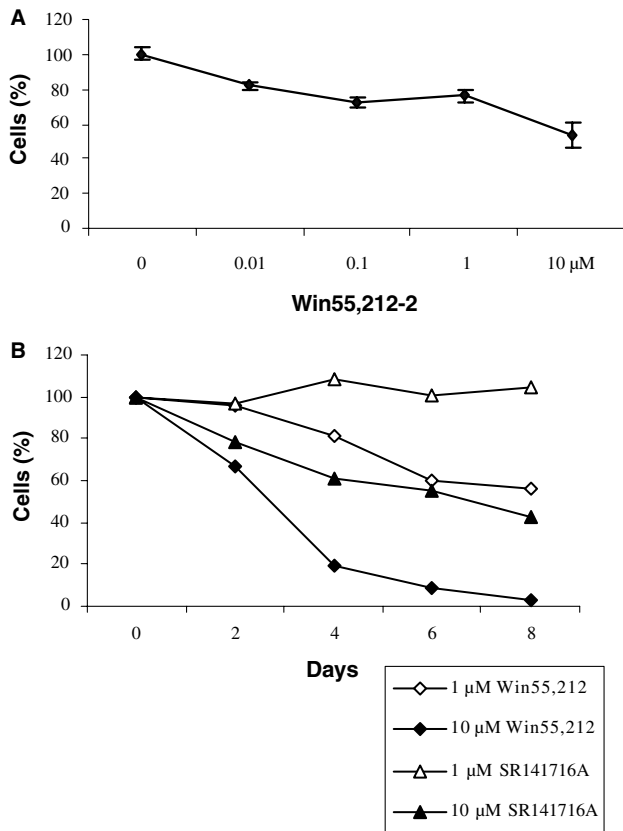 A
120
100
80
60
40
20
0
Cells (%)
0 0.01 0.1 1 10 µM
Win55,212-2
B
120
100
80
60
40
20
0
Cells (%)
0 2 4 6 8
Days
1 µM Win55,212
10 µM Win55,212
1 µM SR141716A
10 µM SR141716A